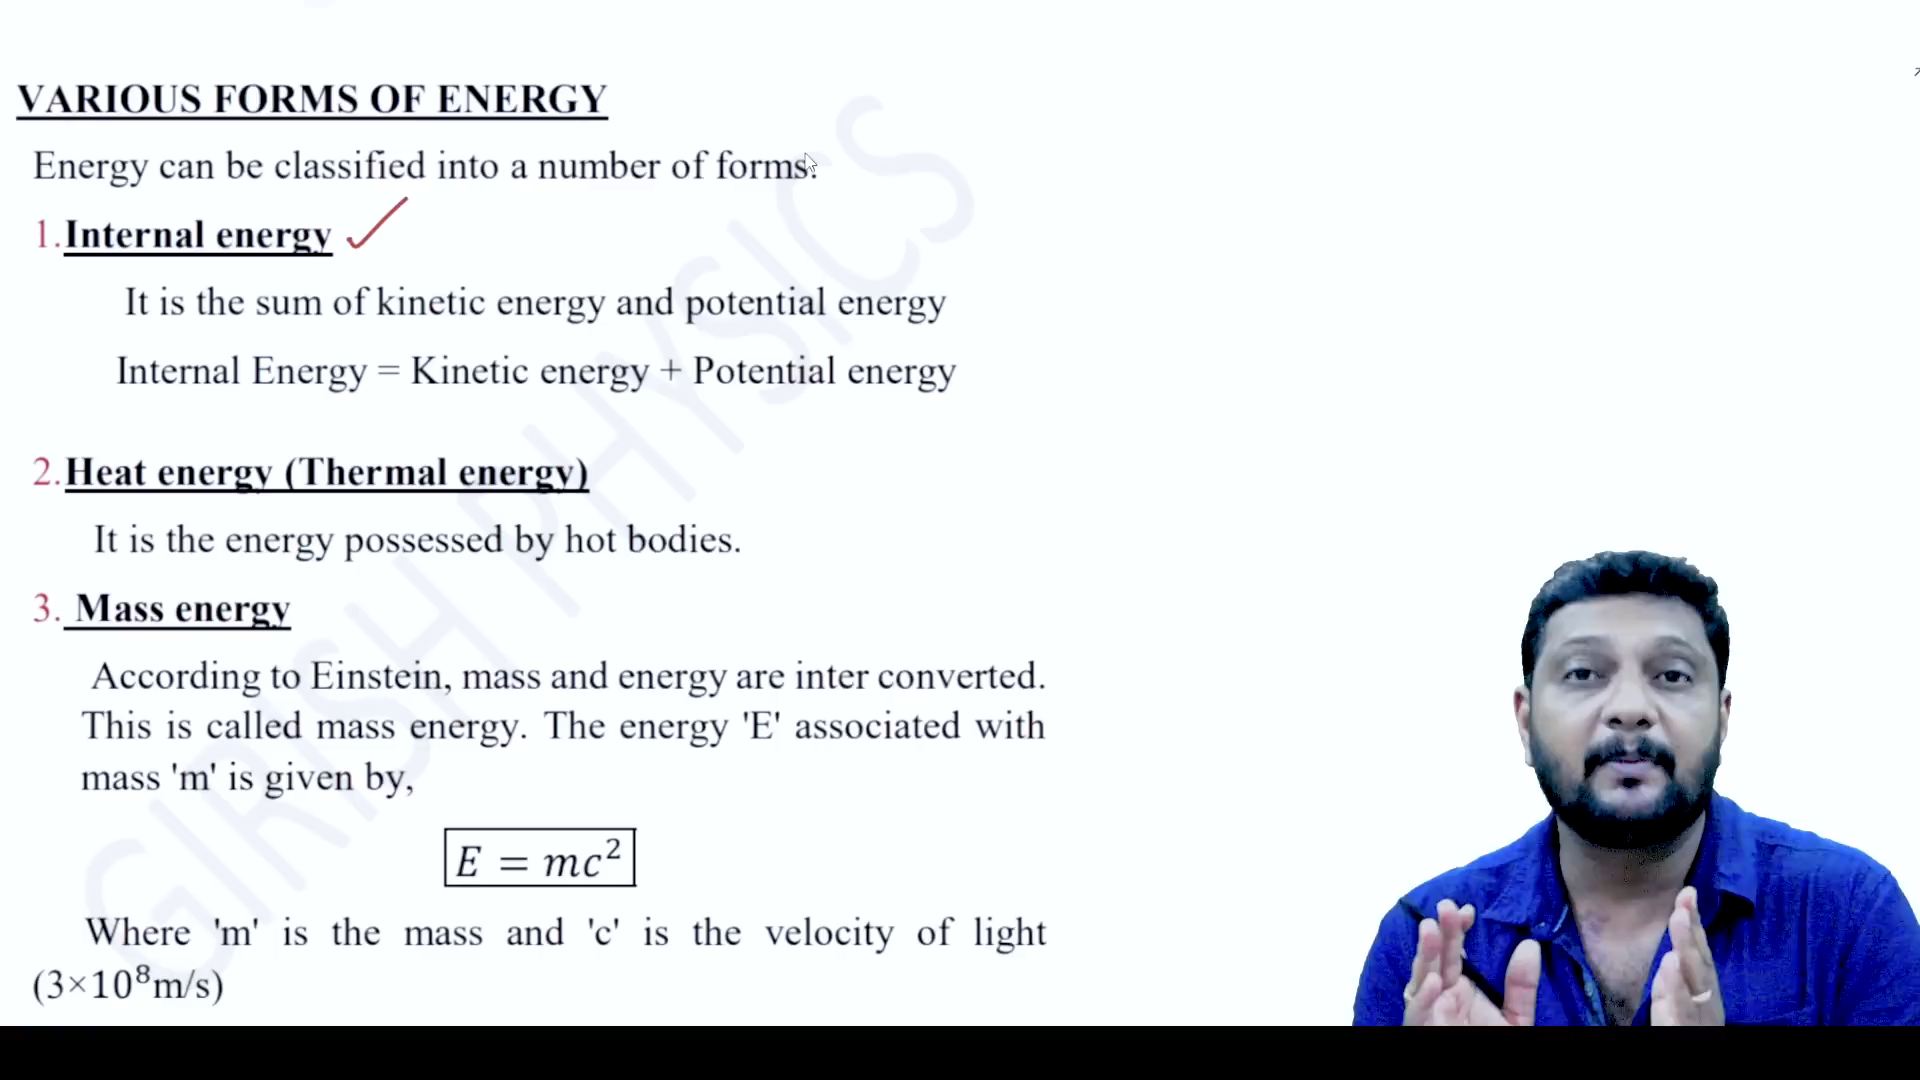 VARIOUS FORMS OF ENERGY
Energy can be classified into a number of forms.
1.Internal energy
It is the sum of kinetic energy and potential energy
Internal Energy = Kinetic energy + Potential energy
2.Heat energy (Thermal energy)
It is the energy possessed by hot bodies.
3. Mass energy
According to Einstein, mass and energy are inter converted.
This is called mass energy. The energy 'E' associated with
mass 'm' is given by,
E = mc²
Where 'm' is the mass and 'c' is the velocity of light
(3×10⁸m/s)
GIRISH PHYSICS